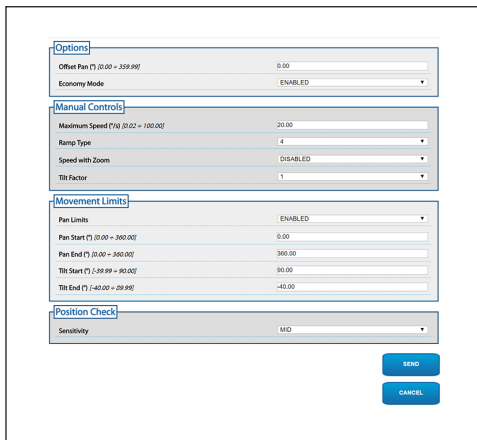 Options
Offset Pan (°) [0.00 ÷ 359.99] 0.00
Economy Mode ENABLED
Manual Controls
Maximum Speed (°/s) [0.02 ÷ 100.00] 20.00
Ramp Type 4
Speed with Zoom DISABLED
Tilt Factor 1
Movement Limits
Pan Limits ENABLED
Pan Start (°) [0.00 ÷ 360.00] 0.00
Pan End (°) [0.00 ÷ 360.00] 360.00
Tilt Start (°) [-39.99 ÷ 90.00] 90.00
Tilt End (°) [-40.00 ÷ 89.99] -40.00
Position Check
Sensitivity MID
SEND
CANCEL